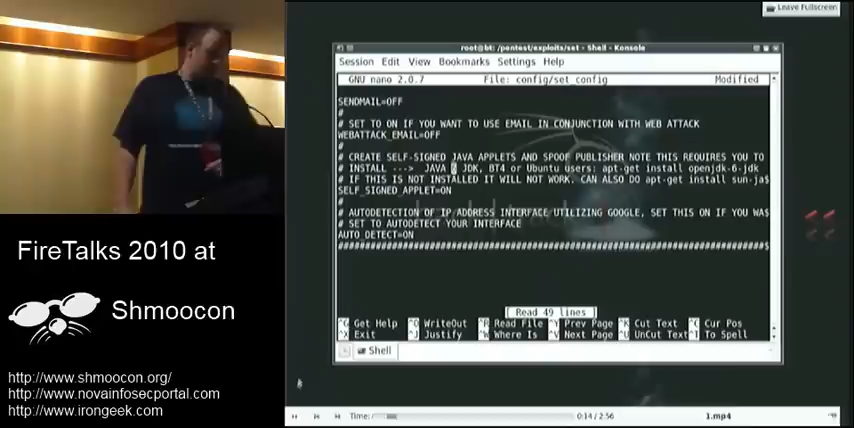 Leave Fullscreen
root@bt: /pentest/exploits/set - Shell - Konsole
Session Edit View Bookmarks Settings Help
GNU nano 2.0.7 File: config/set_config Modified
SENDMAIL=OFF
#
# SET TO ON IF YOU WANT TO USE EMAIL IN CONJUNCTION WITH WEB ATTACK
WEBATTACK_EMAIL=OFF
#
# CREATE SELF-SIGNED JAVA APPLETS AND SPOOF PUBLISHER NOTE THIS REQUIRES YOU TO
# INSTALL ---> JAVA 6 JDK, BT4 or Ubuntu users: apt-get install openjdk-6-jdk
# IF THIS IS NOT INSTALLED IT WILL NOT WORK. CAN ALSO DO apt-get install sun-ja$
SELF_SIGNED_APPLET=ON
#
# AUTODETECTION OF IP ADDRESS INTERFACE UTILIZING GOOGLE, SET THIS ON IF YOU WA$
# SET TO AUTODETECT YOUR INTERFACE
AUTO_DETECT=ON
[ Read 49 lines ]
^G Get Help ^O WriteOut ^R Read File ^Y Prev Page ^K Cut Text ^C Cur Pos
^X Exit ^J Justify ^W Where Is ^V Next Page ^U UnCut Text ^T To Spell
Shell
Time: 0:14 / 2:56 1.mp4
FireTalks 2010 at
Shmoocon
http://www.shmoocon.org/
http://www.novainfosecportal.com
http://www.irongeek.com